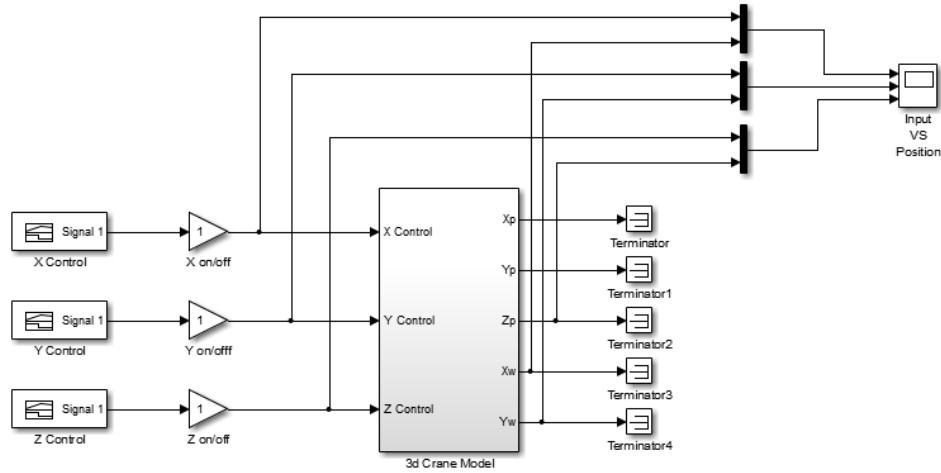 Input
VS
Position
Signal 1
X Control
1
X on/off
X Control
Xp
Terminator
Yp
Terminator1
Signal 1
Y Control
1
Y on/offf
Y Control
Zp
Terminator2
Xw
Terminator3
Signal 1
Z Control
1
Z on/off
Z Control
Yw
Terminator4
3d Crane Model